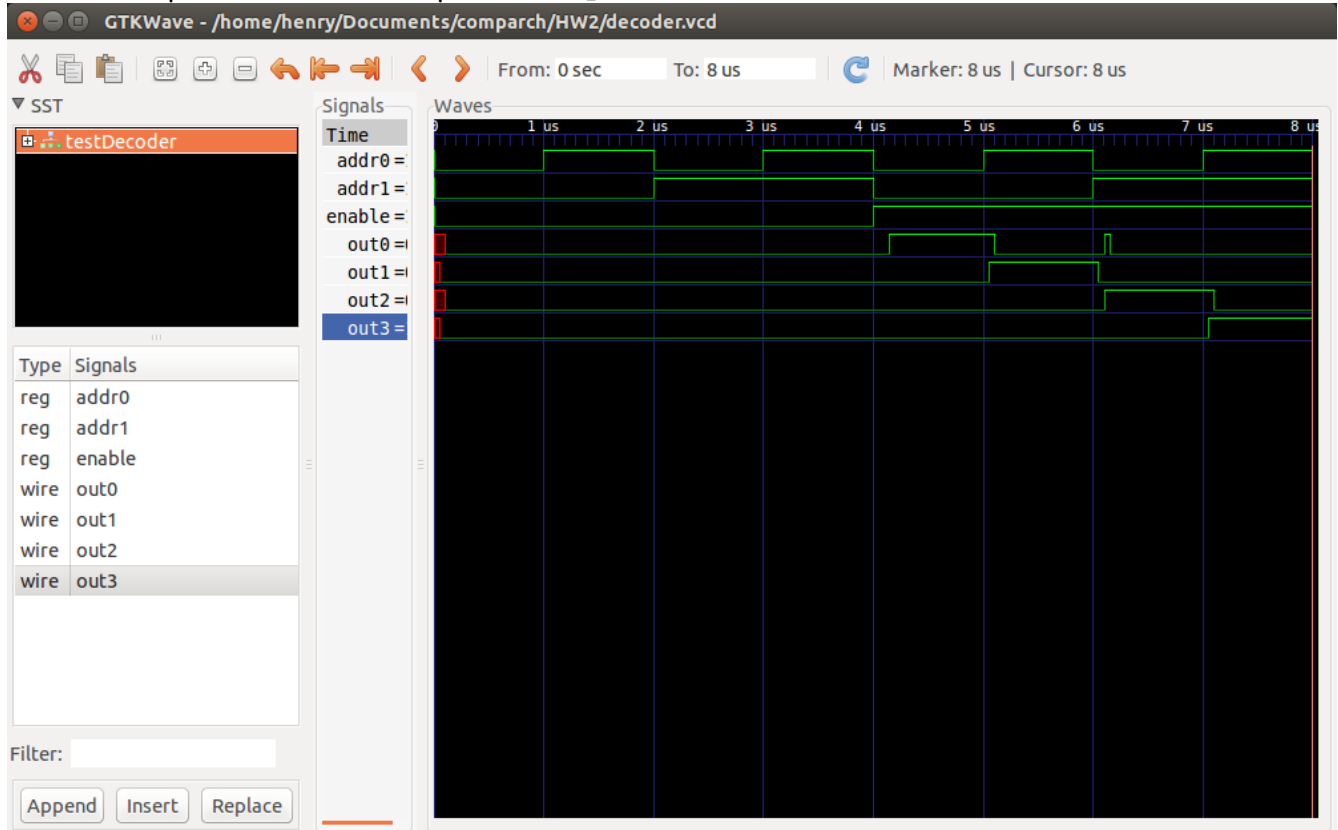 GTKWave - /home/henry/Documents/comparch/HW2/decoder.vcd
From: 0 sec To: 8 us Marker: 8 us | Cursor: 8 us
SST
testDecoder
Signals
Time
addr0=
addr1=
enable=
out0=
out1=
out2=
out3=
Waves
0 1 us 2 us 3 us 4 us 5 us 6 us 7 us 8 us
Type Signals
reg addr0
reg addr1
reg enable
wire out0
wire out1
wire out2
wire out3
Filter:
Append Insert Replace